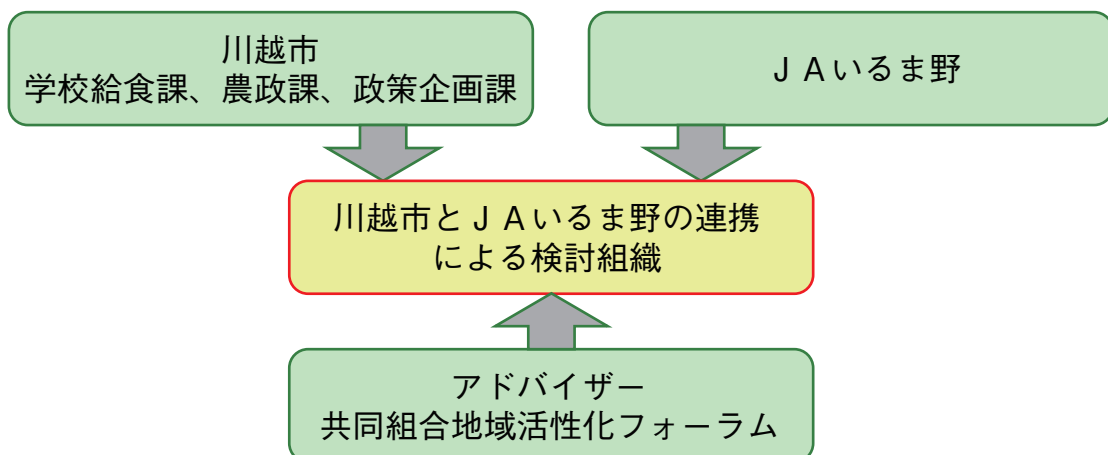 川越市
学校給食課、農政課、政策企画課
ＪＡいるま野
川越市とＪＡいるま野の連携
による検討組織
アドバイザー
共同組合地域活性化フォーラム